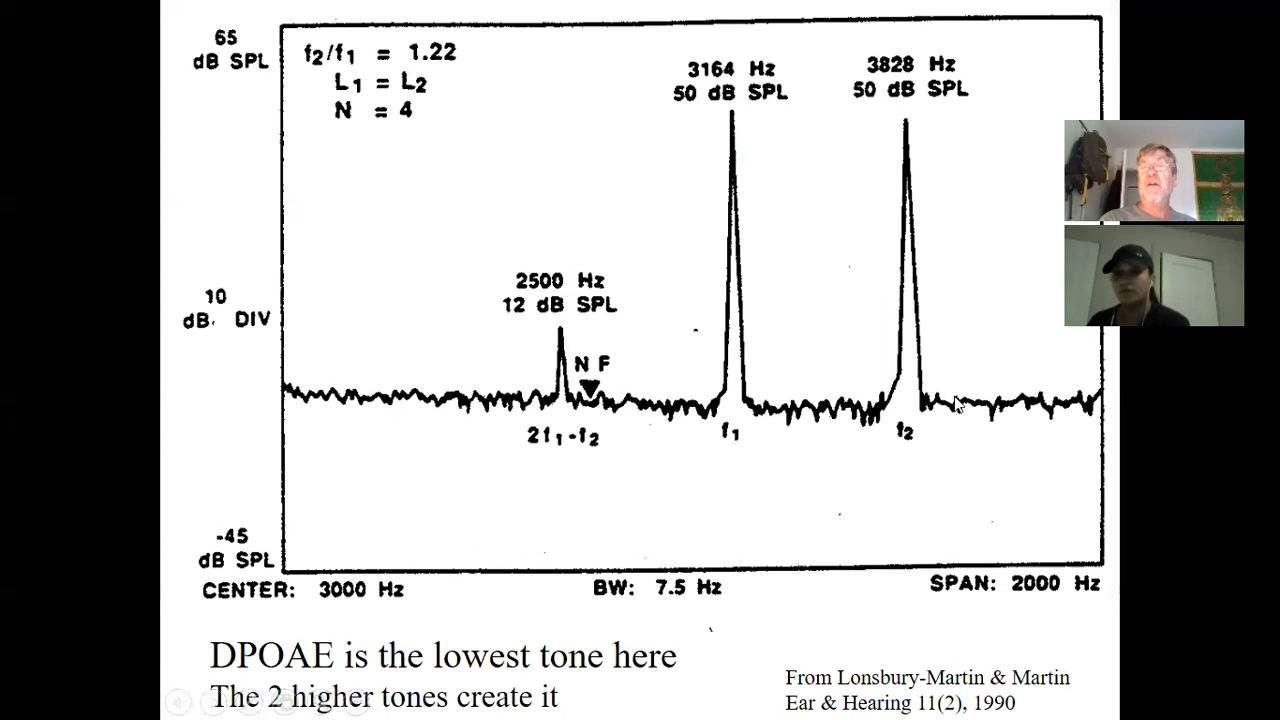 65
dB SPL
f2/f1 = 1.22
L1 = L2
N = 4
3164 Hz
50 dB SPL
3828 Hz
50 dB SPL
2500 Hz
12 dB SPL
10
dB. DIV
N F
2f1-f2
f1
f2
-45
dB SPL
CENTER: 3000 Hz
BW: 7.5 Hz
SPAN: 2000 Hz
DPOAE is the lowest tone here
The 2 higher tones create it
From Lonsbury-Martin & Martin
Ear & Hearing 11(2), 1990